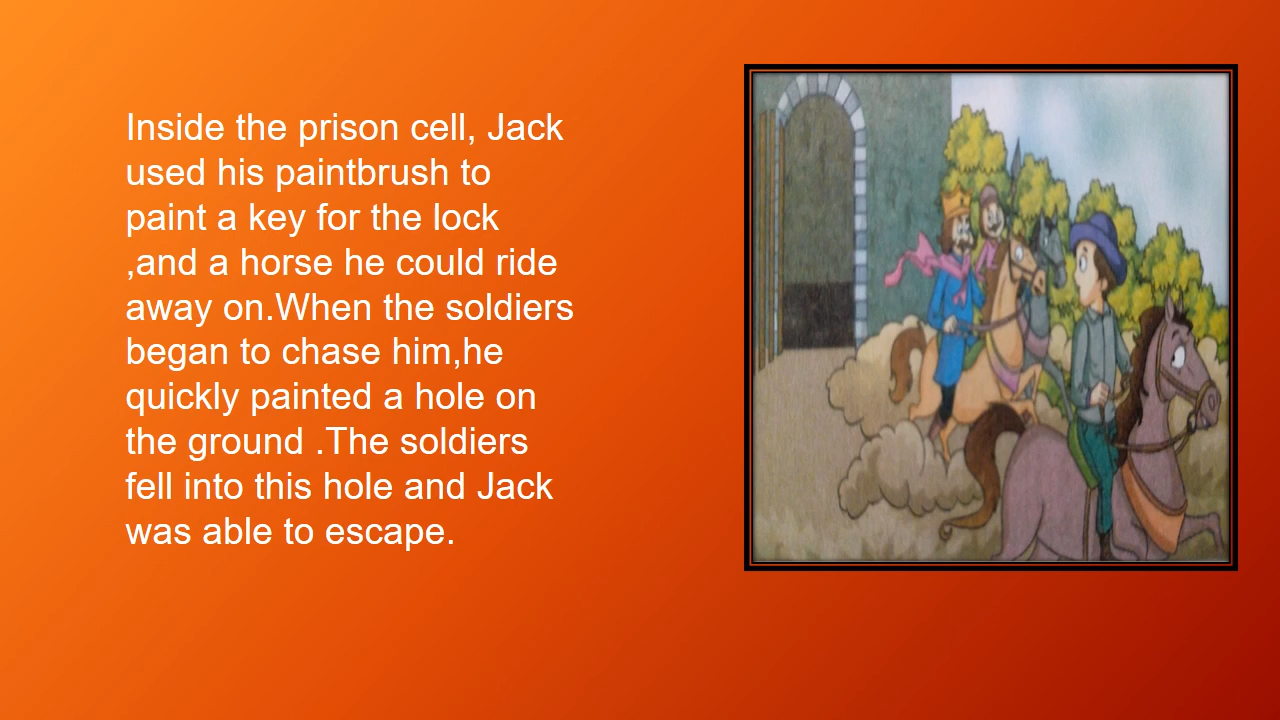 Inside the prison cell, Jack
used his paintbrush to
paint a key for the lock
,and a horse he could ride
away on.When the soldiers
began to chase him,he
quickly painted a hole on
the ground .The soldiers
fell into this hole and Jack
was able to escape.